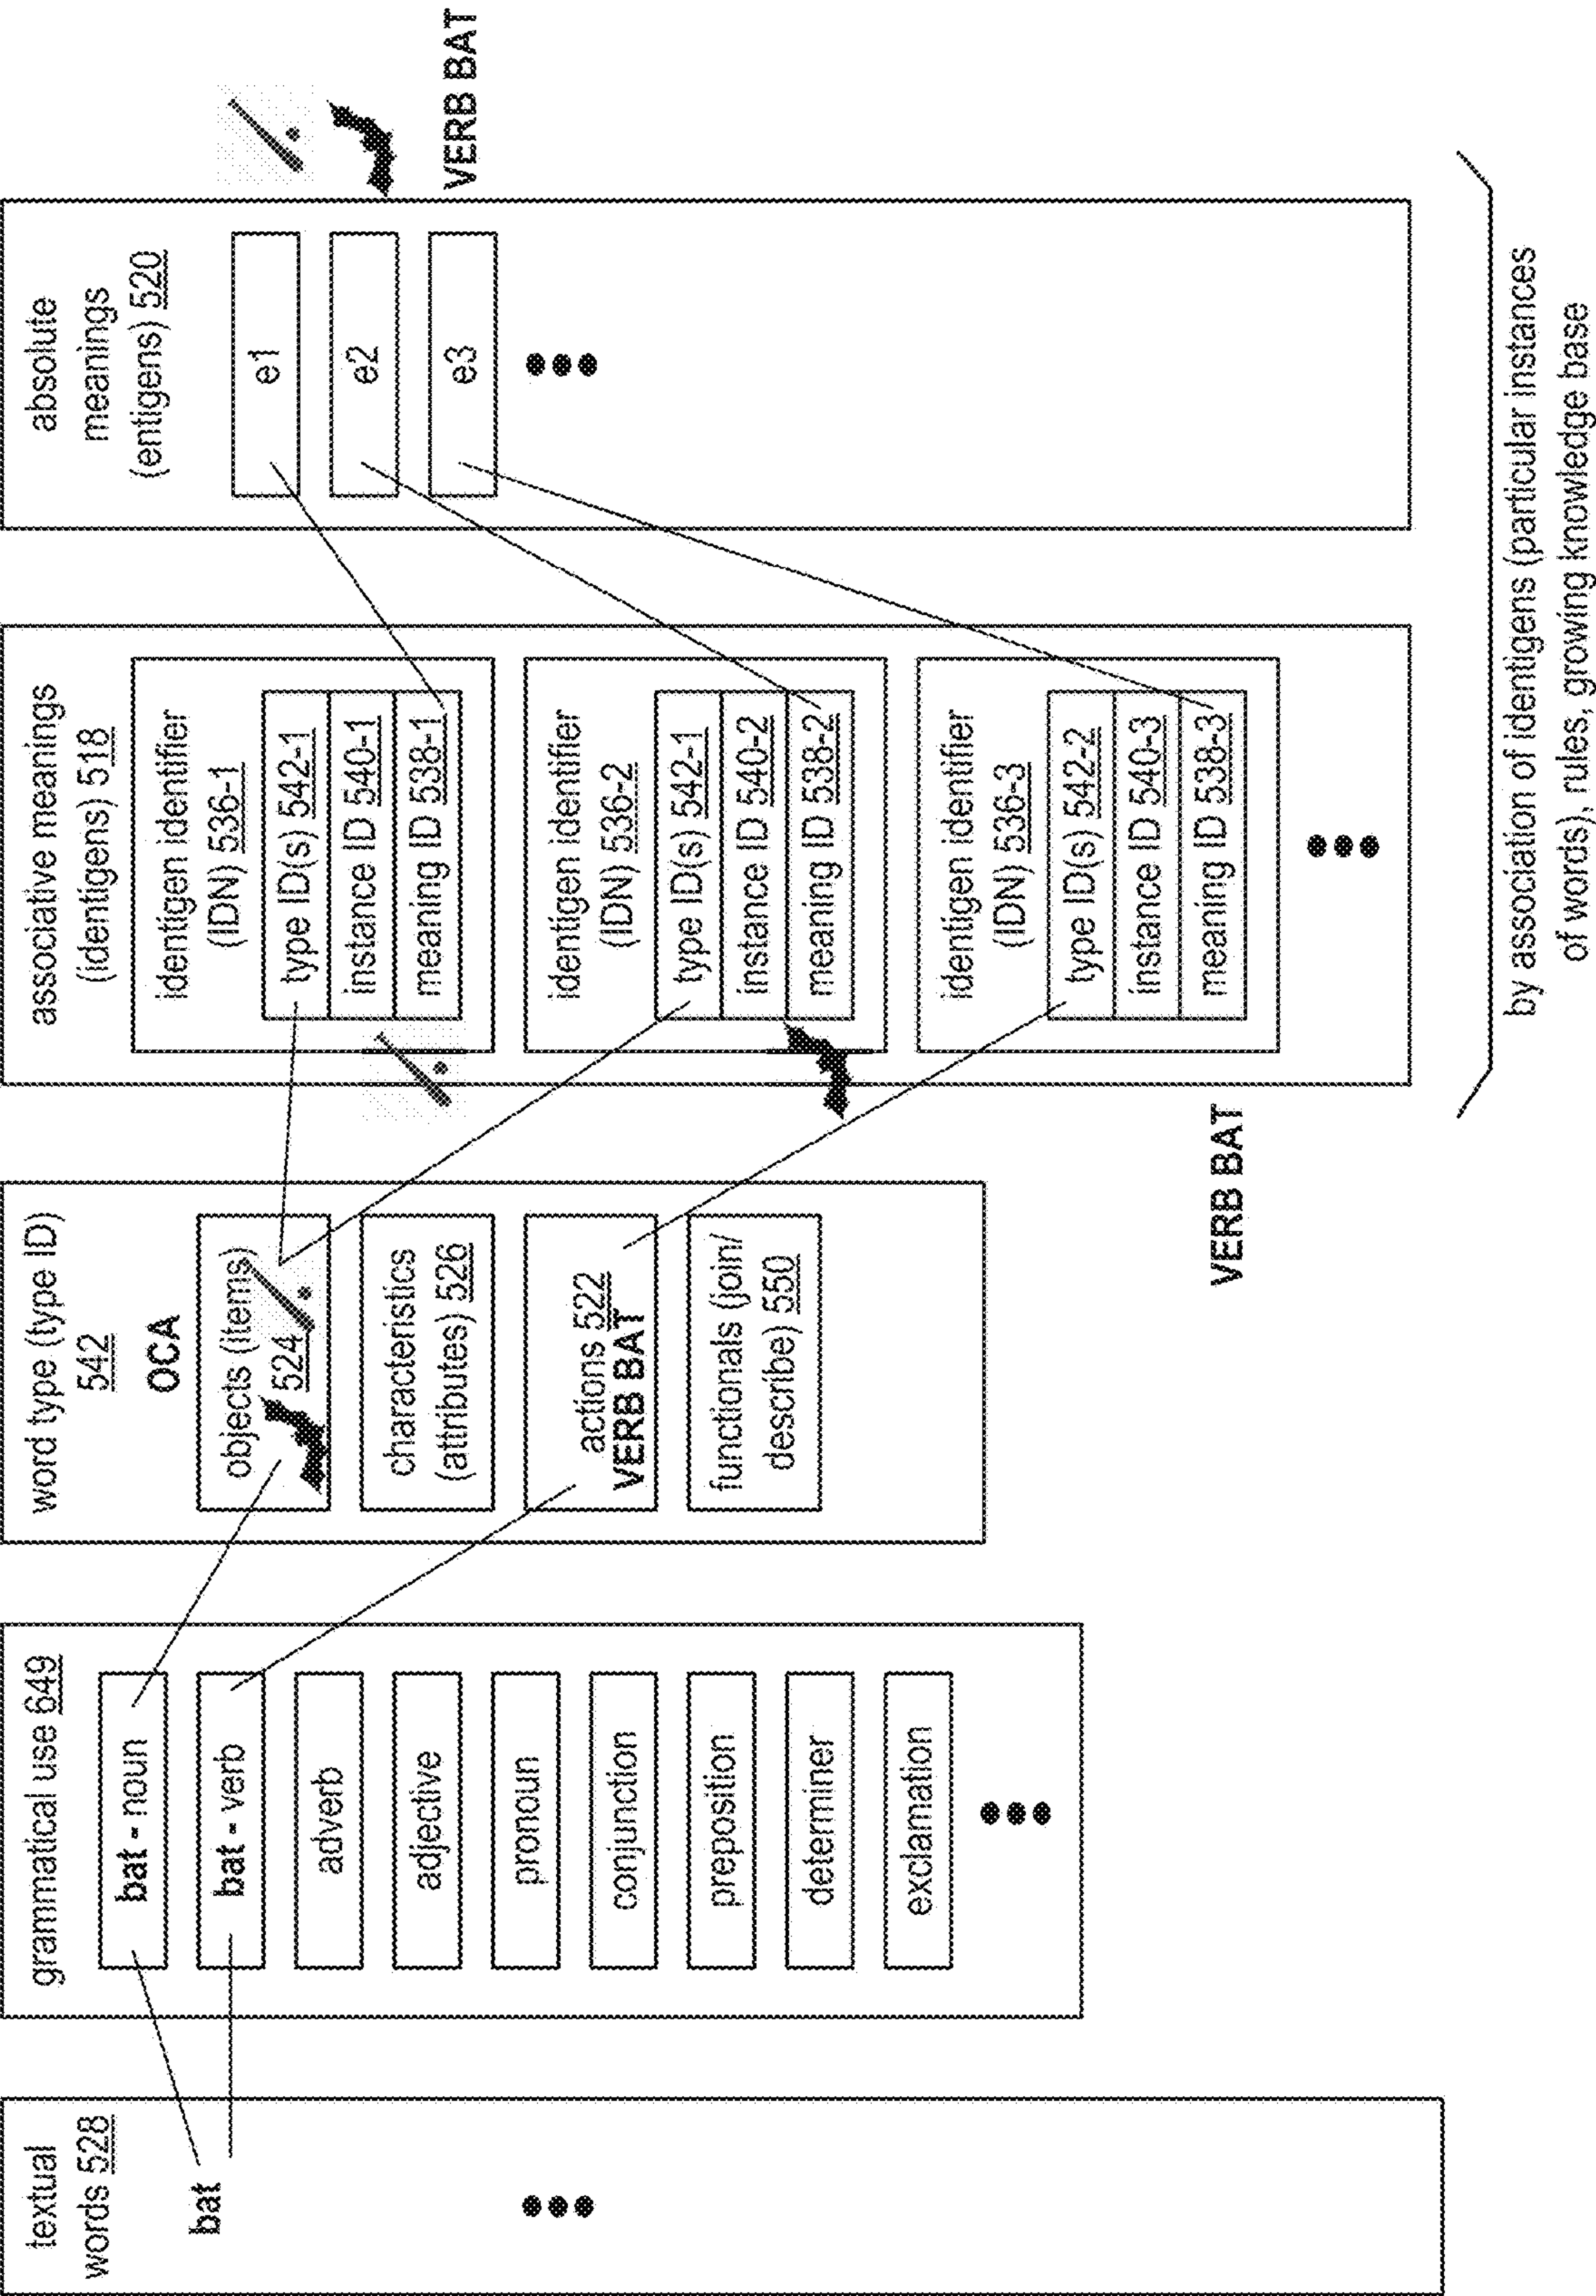 textual
words 528
bat
grammatical use 649
bat - noun
bat - verb
adverb
adjective
pronoun
conjunction
preposition
determiner
exclamation
word type (type ID)
542
OCA
objects (items)
524
characteristics
(attributes) 526
actions 522
VERB BAT
functionals (join/
describe) 550
associative meanings
(identigens) 518
identigen identifier
(IDN) 536-1
type ID(s) 542-1
instance ID 540-1
meaning ID 538-1
identigen identifier
(IDN) 536-2
type ID(s) 542-1
instance ID 540-2
meaning ID 538-2
identigen identifier
(IDN) 536-3
type ID(s) 542-2
instance ID 540-3
meaning ID 538-3
VERB BAT
absolute
meanings
(entigens) 520
e1
e2
e3
VERB BAT
by association of identigens (particular instances
of words), rules, growing knowledge base